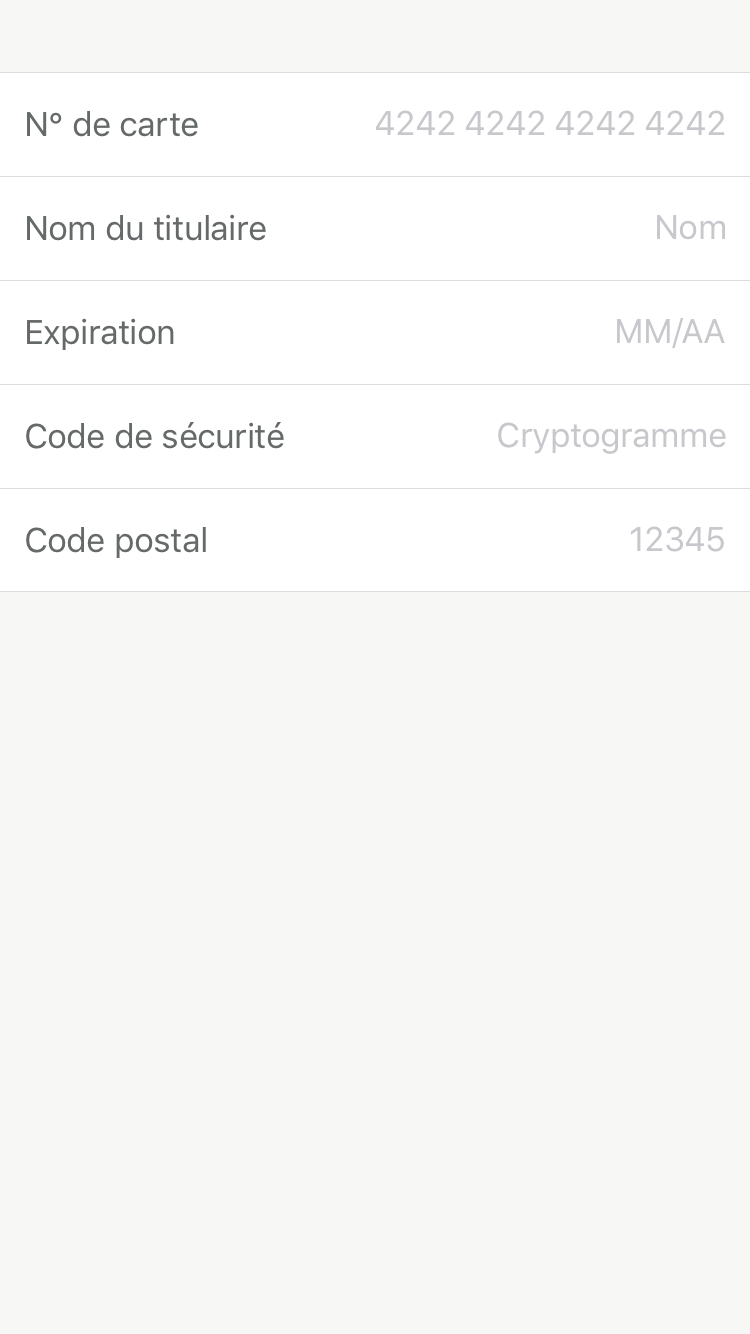 N° de carte 4242 4242 4242 4242
Nom du titulaire Nom
Expiration MM/AA
Code de sécurité Cryptogramme
Code postal 12345